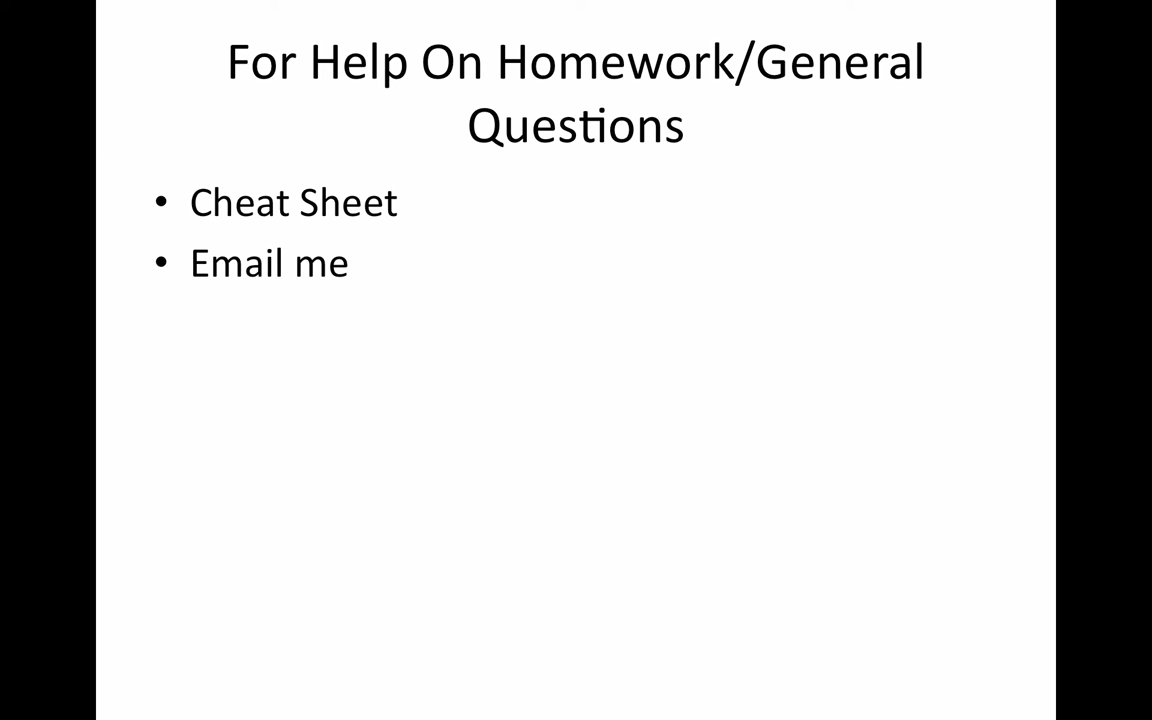 For Help On Homework/General
Questions
• Cheat Sheet
• Email me